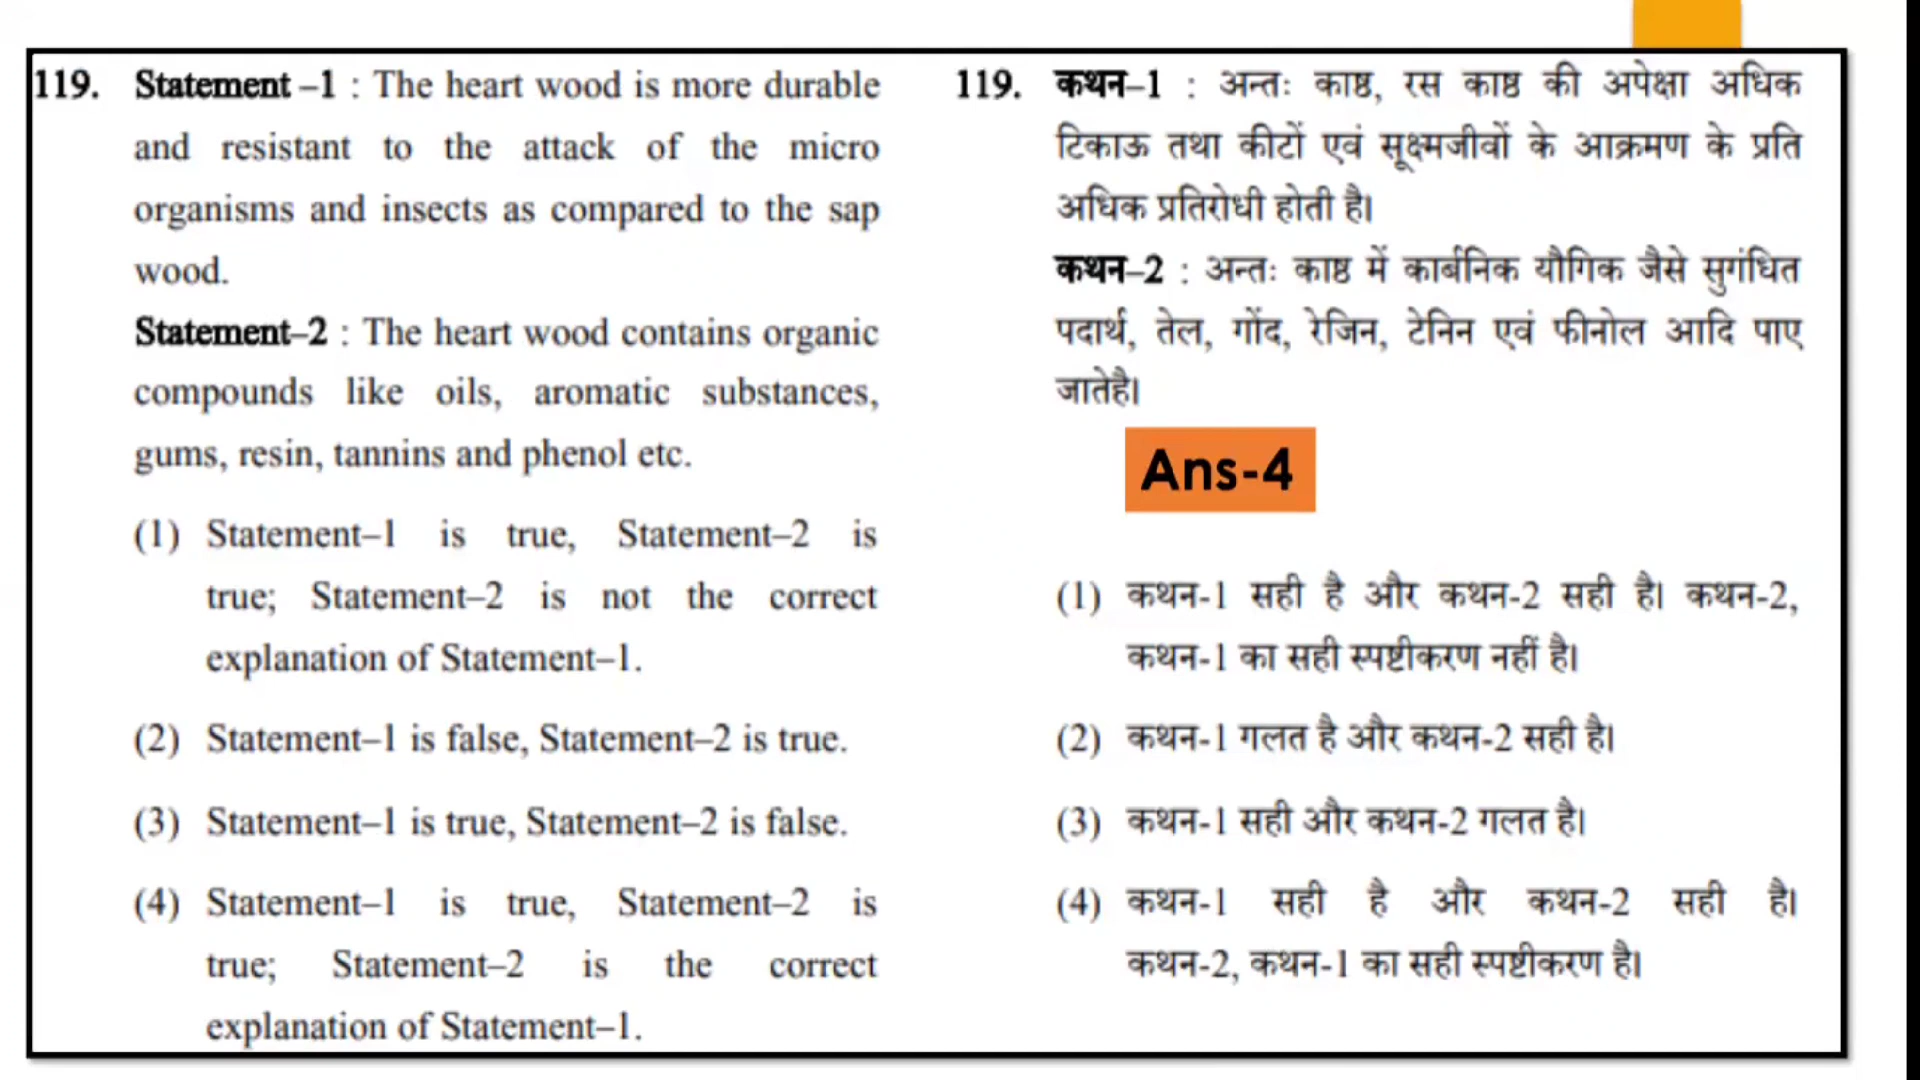 119. Statement –1 : The heart wood is more durable
and resistant to the attack of the micro
organisms and insects as compared to the sap
wood.
Statement–2 : The heart wood contains organic
compounds like oils, aromatic substances,
gums, resin, tannins and phenol etc.
(1) Statement–1 is true, Statement–2 is
true; Statement–2 is not the correct
explanation of Statement–1.
(2) Statement–1 is false, Statement–2 is true.
(3) Statement–1 is true, Statement–2 is false.
(4) Statement–1 is true, Statement–2 is
true; Statement–2 is the correct
explanation of Statement–1.
119. कथन–1 : अन्तः काष्ठ, रस काष्ठ की अपेक्षा अधिक
टिकाऊ तथा कीटों एवं सूक्ष्मजीवों के आक्रमण के प्रति
अधिक प्रतिरोधी होती है।
कथन–2 : अन्तः काष्ठ में कार्बनिक यौगिक जैसे सुगंधित
पदार्थ, तेल, गोंद, रेजिन, टेनिन एवं फीनोल आदि पाए
जातेहै।
Ans-4
(1) कथन-1 सही है और कथन-2 सही है। कथन-2,
कथन-1 का सही स्पष्टीकरण नहीं है।
(2) कथन-1 गलत है और कथन-2 सही है।
(3) कथन-1 सही और कथन-2 गलत है।
(4) कथन-1 सही है और कथन-2 सही है।
कथन-2, कथन-1 का सही स्पष्टीकरण है।